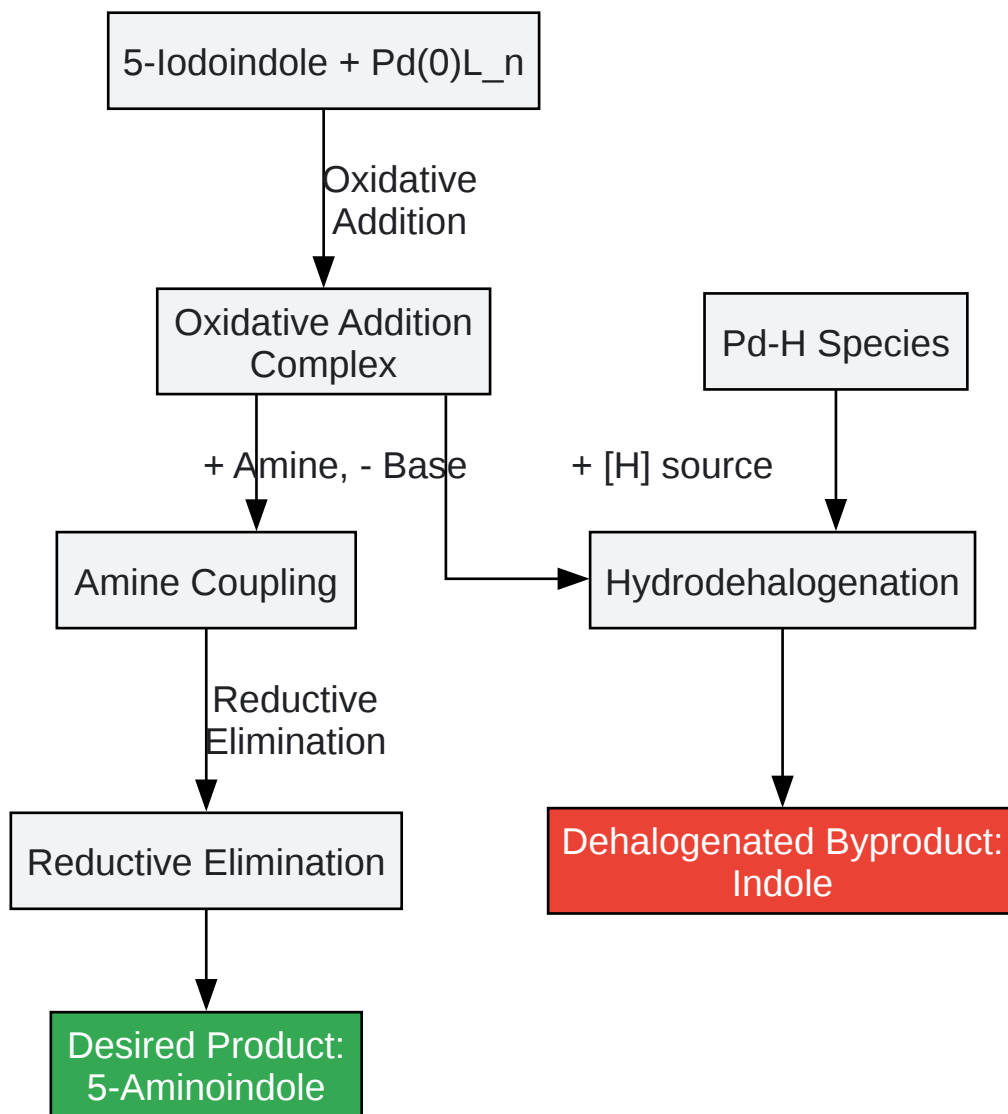 5-Iodoindole + Pd(0)L_n
Oxidative
Addition
Oxidative Addition
Complex
Pd-H Species
+ Amine, - Base
+ [H] source
Amine Coupling
Hydrodehalogenation
Reductive
Elimination
Reductive Elimination
Dehalogenated Byproduct:
Indole
Desired Product:
5-Aminoindole